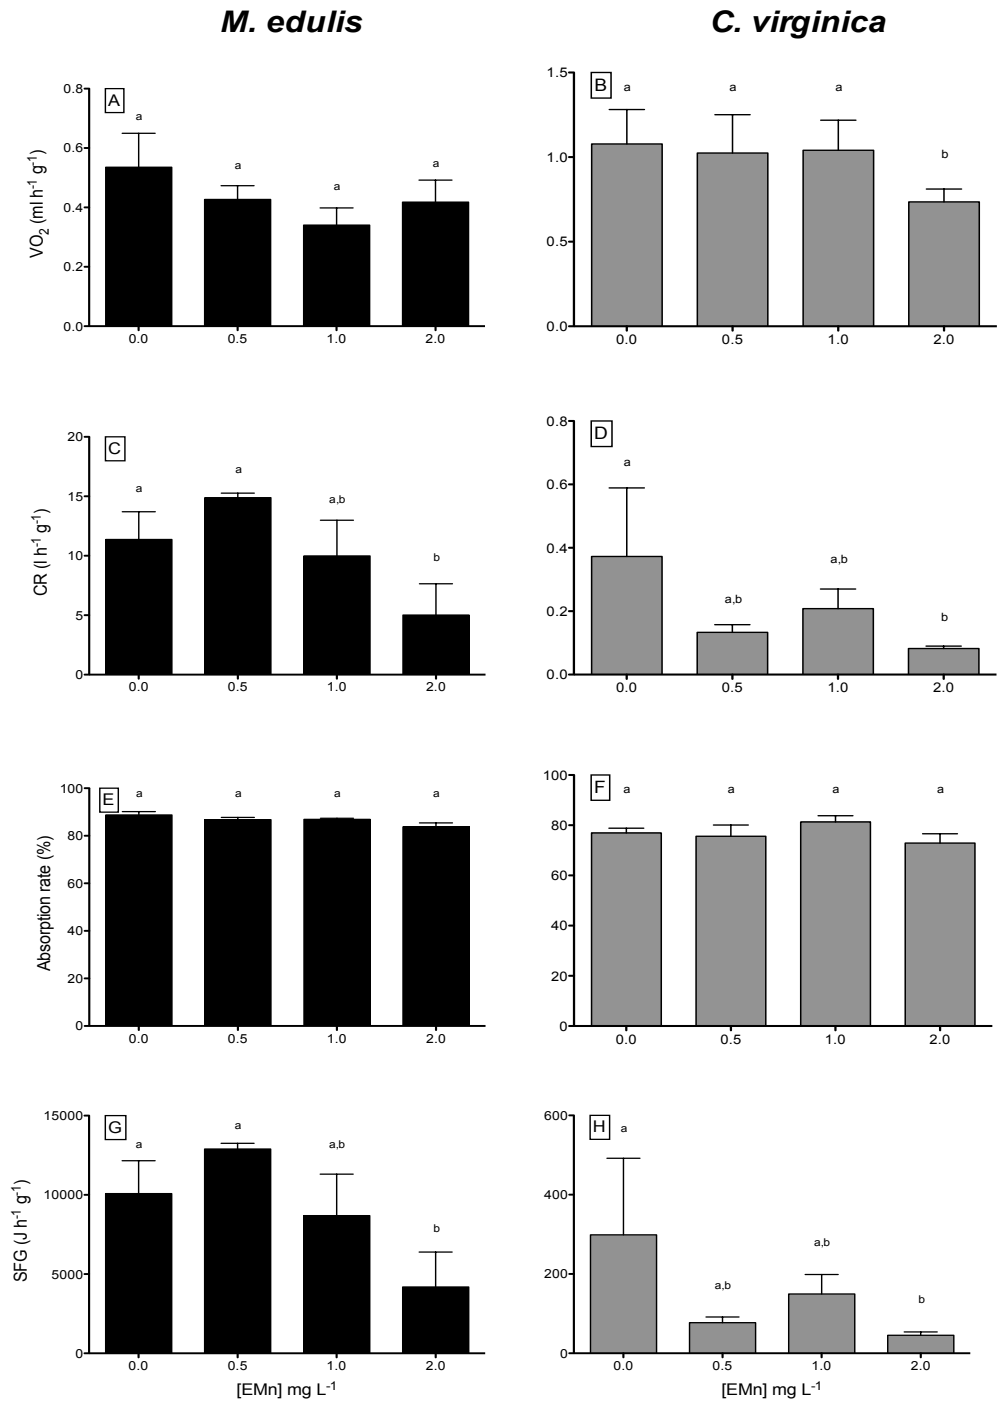 M. edulis
C. virginica
A
VO2 (ml h-1 g-1)
0.8
0.6
0.4
0.2
0.0
a
a
a
a
0.0 0.5 1.0 2.0
B
1.5
1.0
0.5
0.0
a
a
a
b
0.0 0.5 1.0 2.0
C
CR (l h-1 g-1)
20
15
10
5
0
a
a
a,b
b
0.0 0.5 1.0 2.0
D
0.8
0.6
0.4
0.2
0.0
a
a,b
a,b
b
0.0 0.5 1.0 2.0
E
Absorption rate (%)
100
80
60
40
20
0
a
a
a
a
0.0 0.5 1.0 2.0
F
100
80
60
40
20
0
a
a
a
a
0.0 0.5 1.0 2.0
G
SFG (J h-1 g-1)
15000
10000
5000
0
a
a
a,b
b
0.0 0.5 1.0 2.0
[EMn] mg L-1
H
600
400
200
0
a
a,b
a,b
b
0.0 0.5 1.0 2.0
[EMn] mg L-1